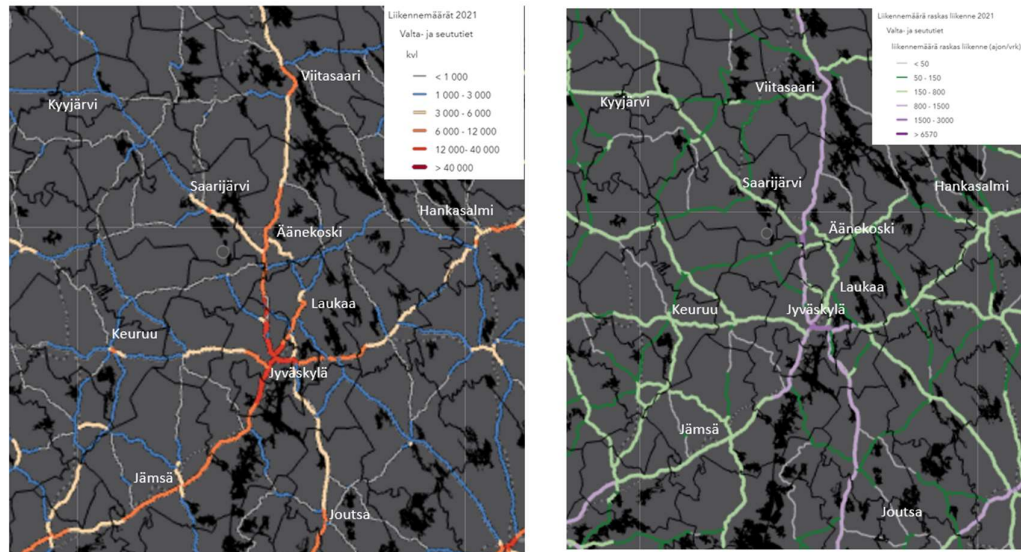 Liikennemäärät 2021
Valta- ja seututiet
kvl
< 1 000
1 000 - 3 000
3 000 - 6 000
6 000 - 12 000
12 000- 40 000
> 40 000
Viitasaari
Kyyjärvi
Saarijärvi
Hankasalmi
Äänekoski
Laukaa
Keuruu
Jyväskylä
Jämsä
Joutsa
Liikennemäärä raskas liikenne 2021
Valta- ja seututiet
liikennemäärä raskas liikenne (ajon/vrk)
< 50
50 - 150
150 - 800
800 - 1500
1500 - 3000
> 6570
Viitasaari
Kyyjärvi
Saarijärvi
Hankasalmi
Äänekoski
Laukaa
Jyväskylä
Keuruu
Jämsä
Joutsa